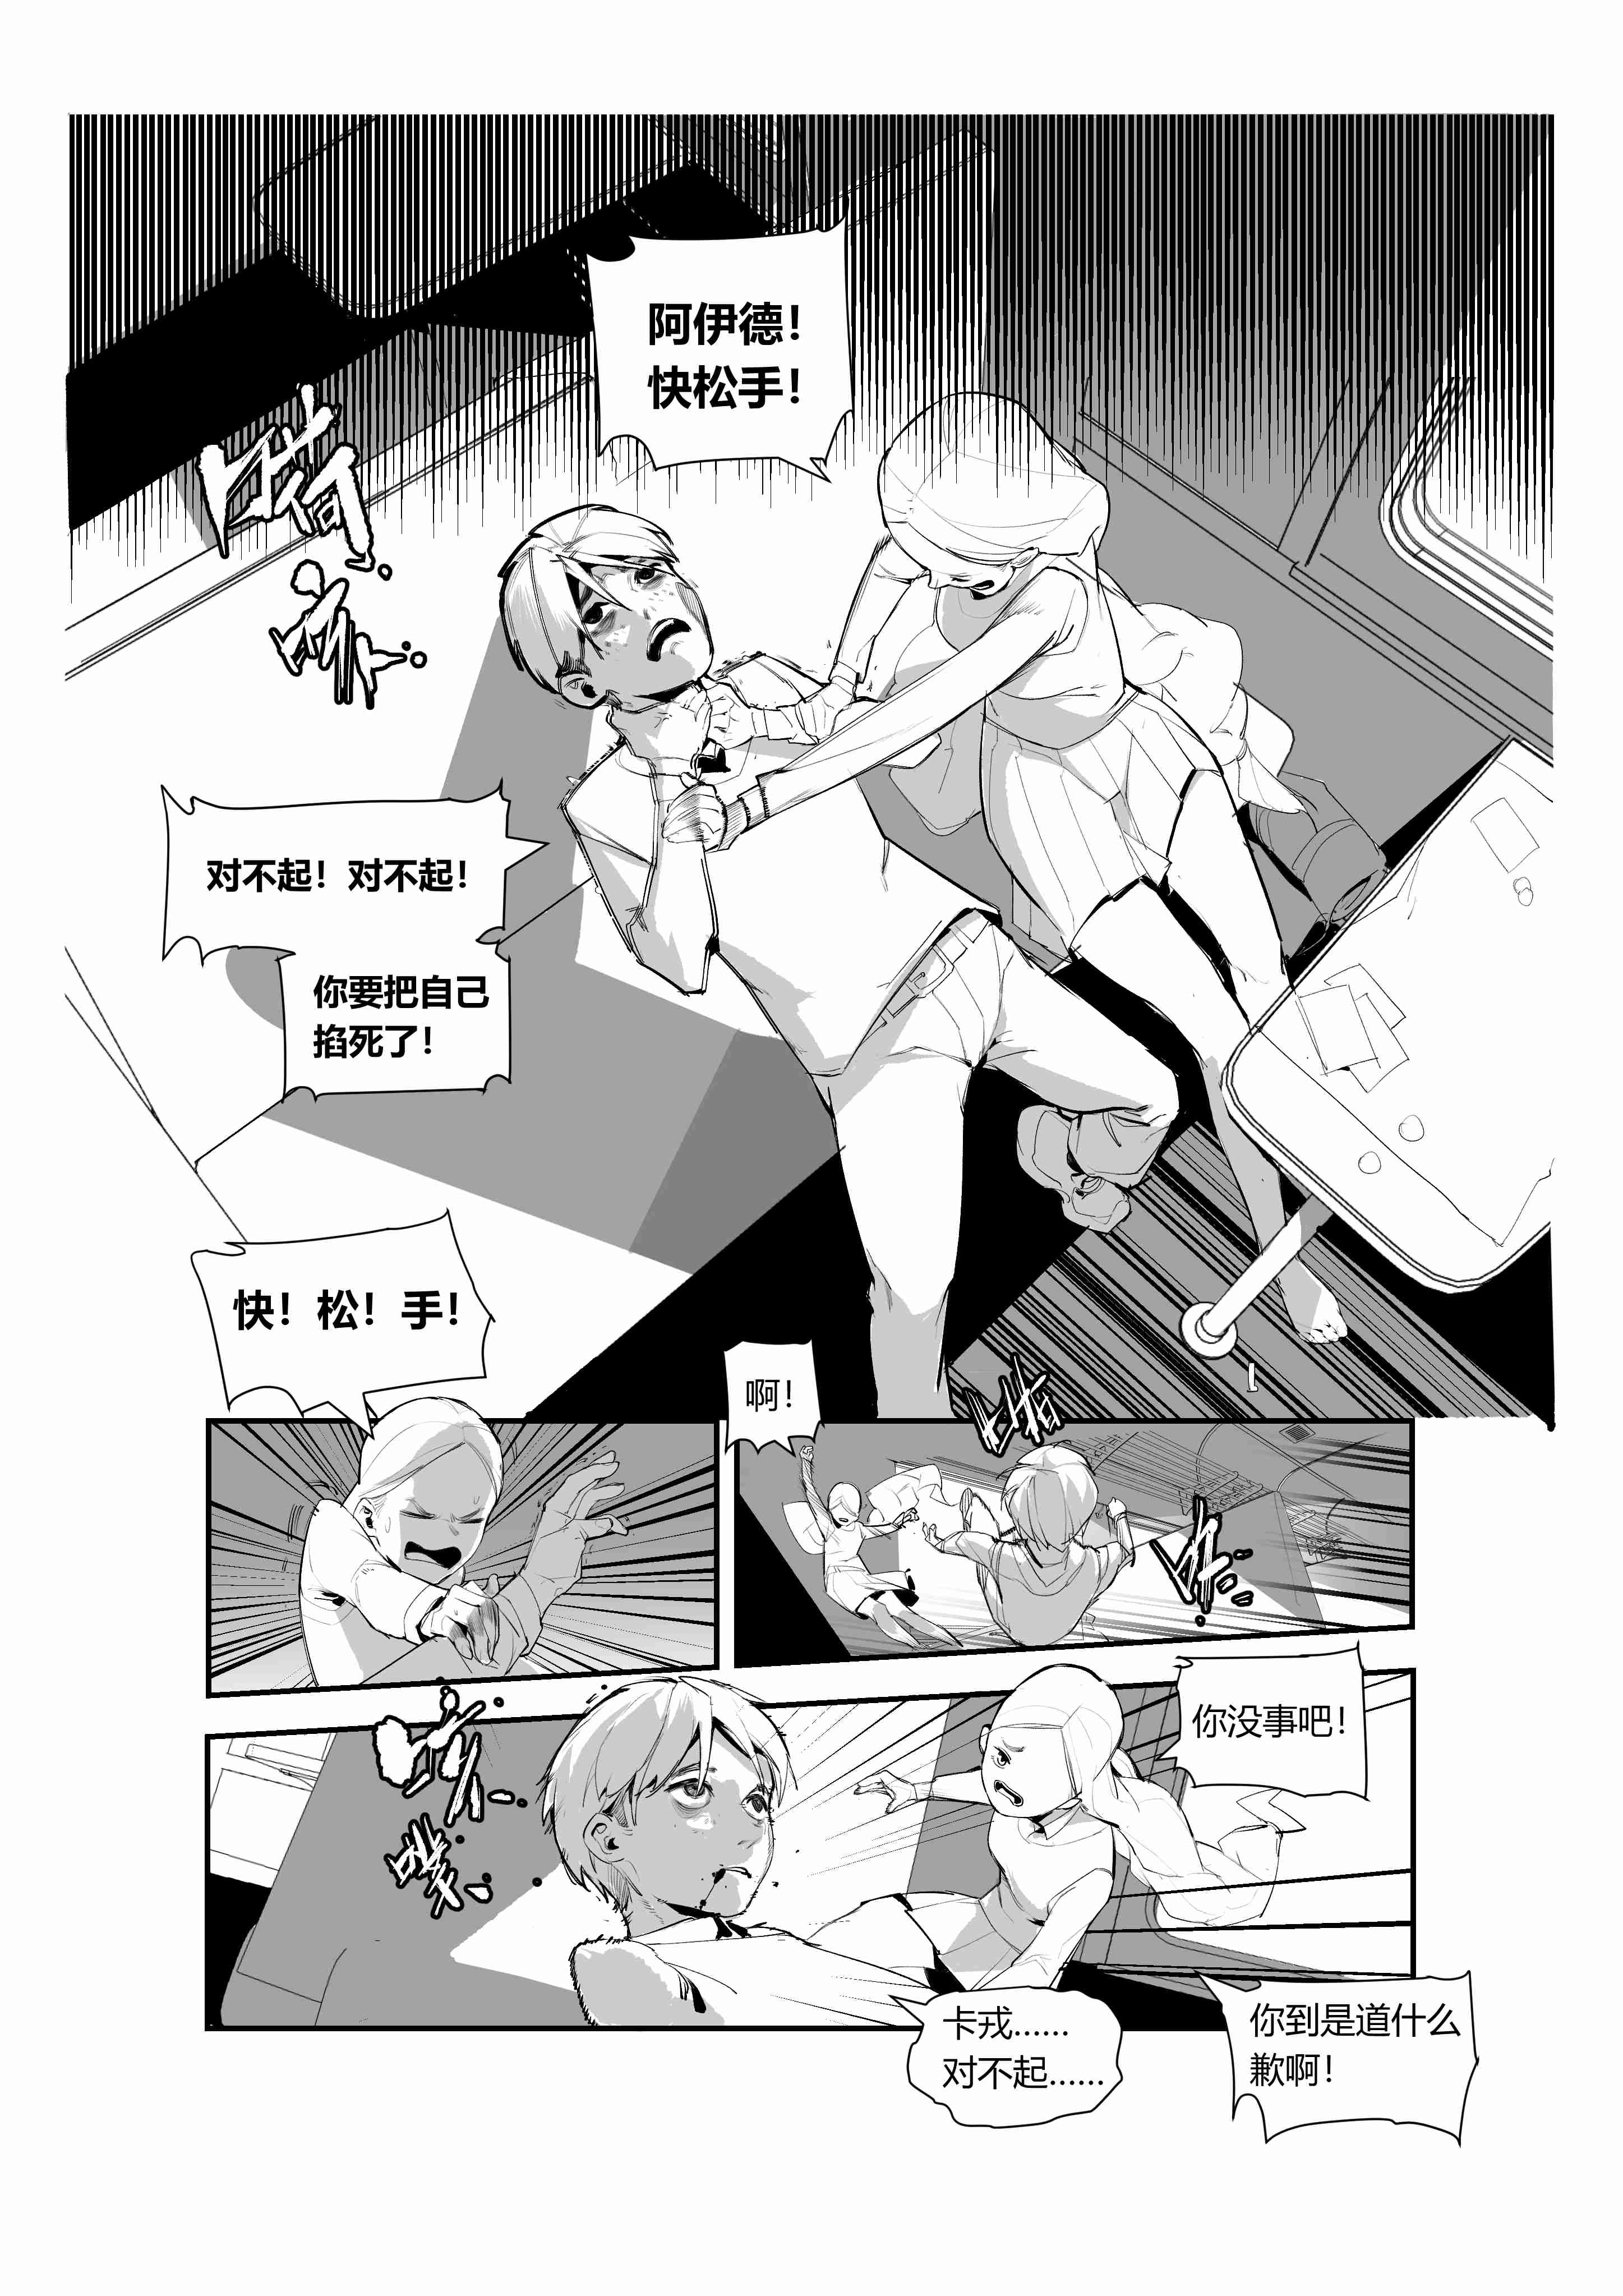 阿伊德！
快松手！
对不起！对不起！
你要把自己
掐死了！
快！松！手！
啊！
你没事吧！
卡戎……
对不起……
你到是道什么
歉啊！